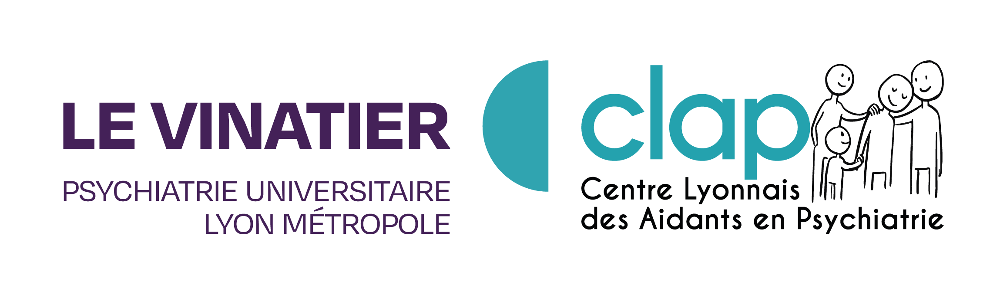 LE VINATIER
PSYCHIATRIE UNIVERSITAIRE
LYON MÉTROPOLE
clap
Centre Lyonnais
des Aidants en Psychiatrie